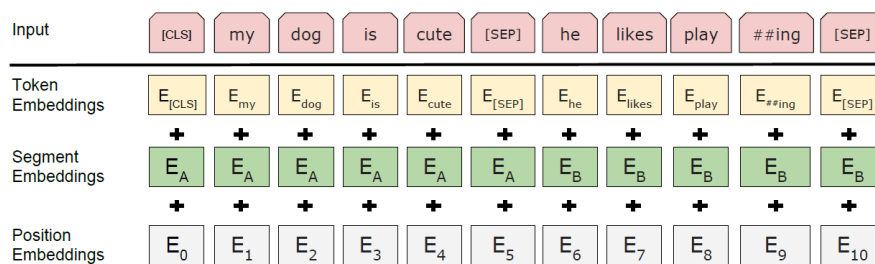 Input [CLS] my dog is cute [SEP] he likes play ##ing [SEP]
Token Embeddings E[CLS] Emy Edog Eis Ecute E[SEP] Ehe Elikes Eplay E##ing E[SEP]
+ + + + + + + + + + +
Segment Embeddings EA EA EA EA EA EA EB EB EB EB EB
+ + + + + + + + + + +
Position Embeddings E0 E1 E2 E3 E4 E5 E6 E7 E8 E9 E10